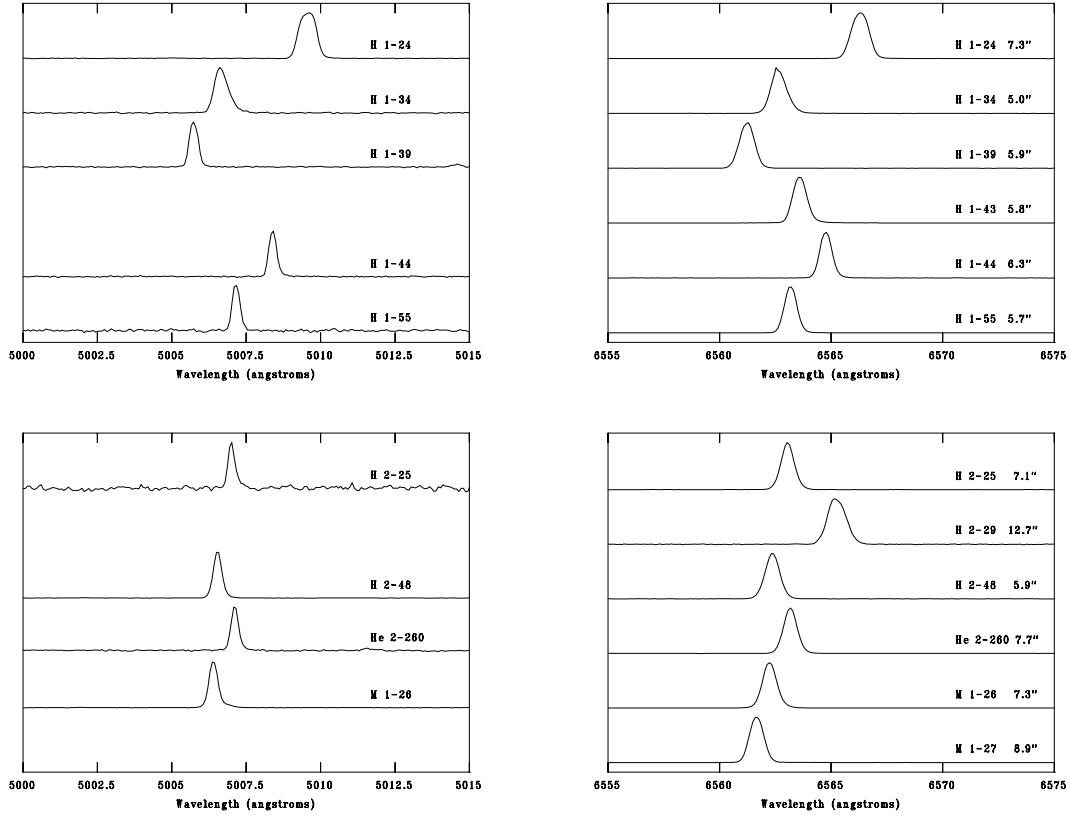 H 1-24
H 1-34
H 1-39
H 1-44
H 1-55
5000 5002.5 5005 5007.5 5010 5012.5 5015
Wavelength (angstroms)
H 1-24 7.3"
H 1-34 5.0"
H 1-39 5.9"
H 1-43 5.8"
H 1-44 6.3"
H 1-55 5.7"
6555 6560 6565 6570 6575
Wavelength (angstroms)
H 2-25
H 2-48
He 2-260
M 1-26
5000 5002.5 5005 5007.5 5010 5012.5 5015
Wavelength (angstroms)
H 2-25 7.1"
H 2-29 12.7"
H 2-48 5.9"
He 2-260 7.7"
M 1-26 7.3"
M 1-27 8.9"
6555 6560 6565 6570 6575
Wavelength (angstroms)